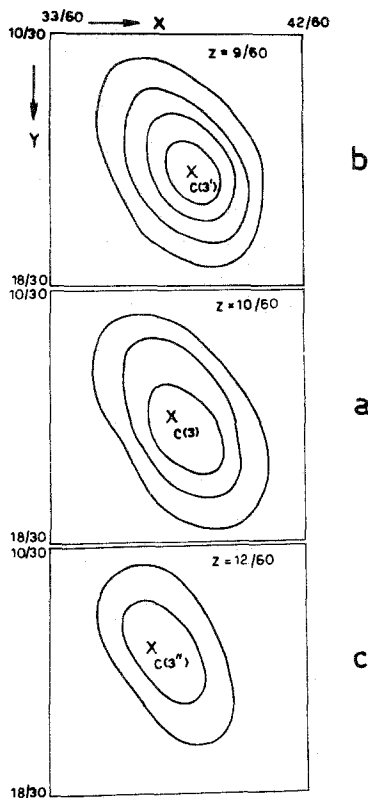 33/60 → X 42/60
10/30
Z = 9/60
Y
b
X
C(3')
18/30
10/30
Z = 10/60
a
X
C(3)
18/30
10/30
Z = 12/60
X
C(3'')
c
18/30